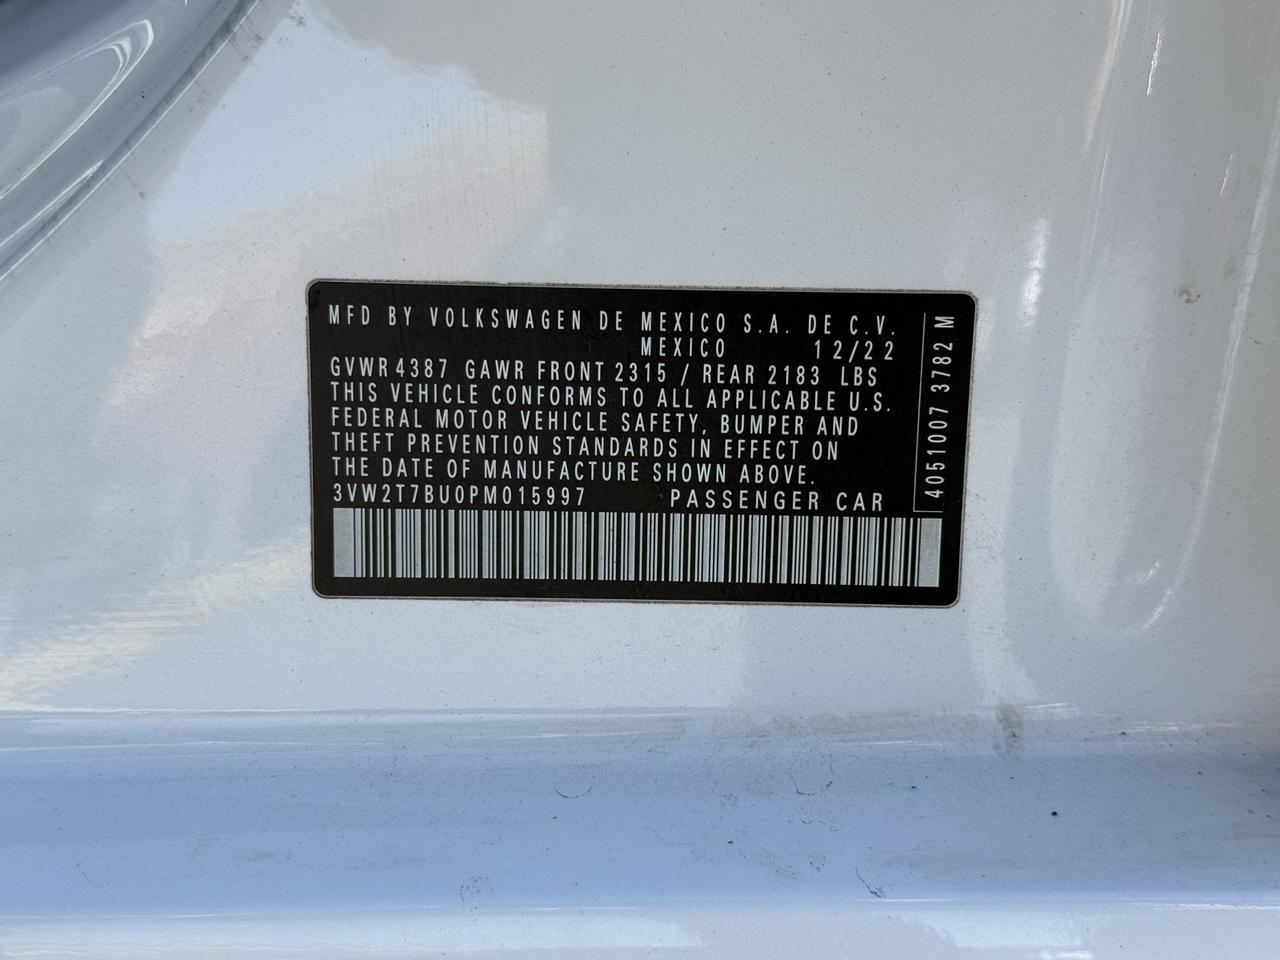 MFD BY VOLKSWAGEN DE MEXICO S.A. DE C.V.
MEXICO 12/22
GVWR 4387 GAWR FRONT 2315 / REAR 2183 LBS
THIS VEHICLE CONFORMS TO ALL APPLICABLE U.S.
FEDERAL MOTOR VEHICLE SAFETY, BUMPER AND
THEFT PREVENTION STANDARDS IN EFFECT ON
THE DATE OF MANUFACTURE SHOWN ABOVE.
3VW2T7BU0PM015997 PASSENGER CAR
4051007 3782 M